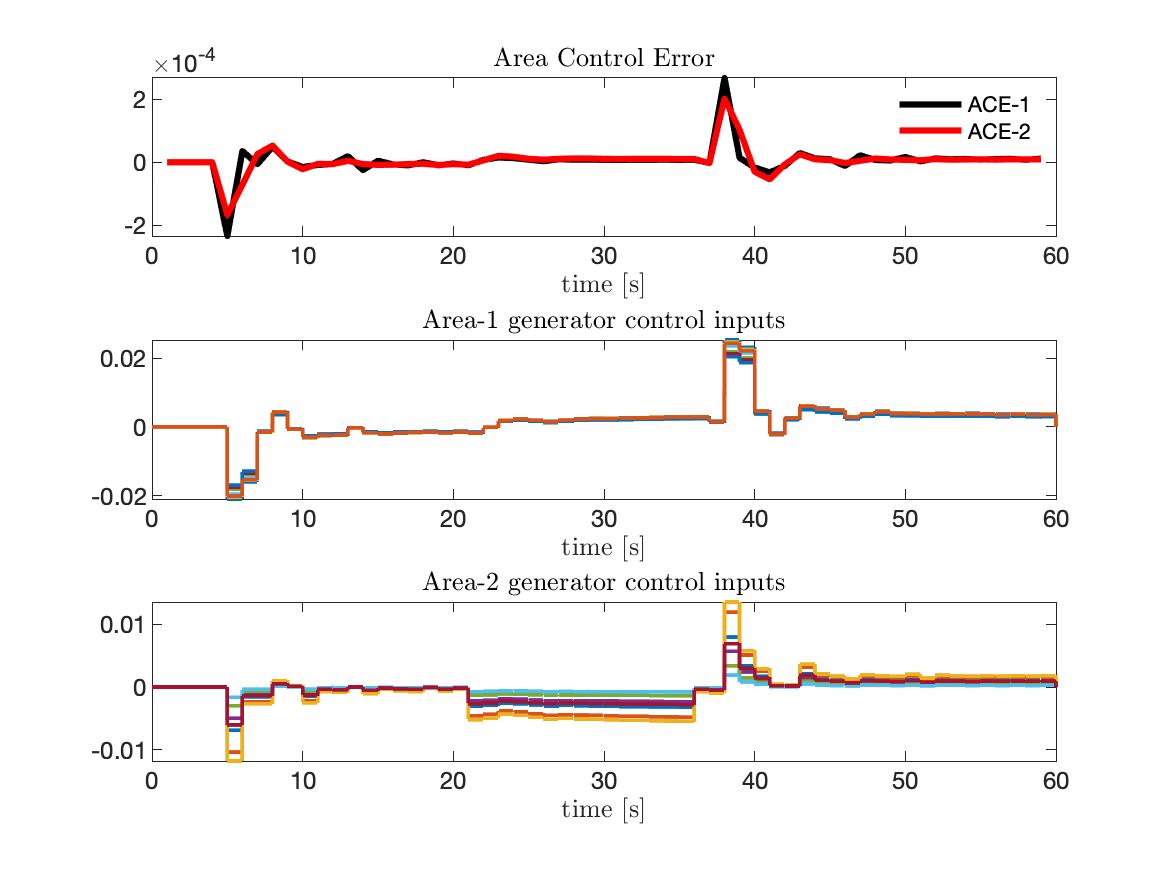 ×10-4
Area Control Error
2
0
-2
ACE-1
ACE-2
0 10 20 30 40 50 60
time [s]
Area-1 generator control inputs
0.02
0
-0.02
0 10 20 30 40 50 60
time [s]
Area-2 generator control inputs
0.01
0
-0.01
0 10 20 30 40 50 60
time [s]